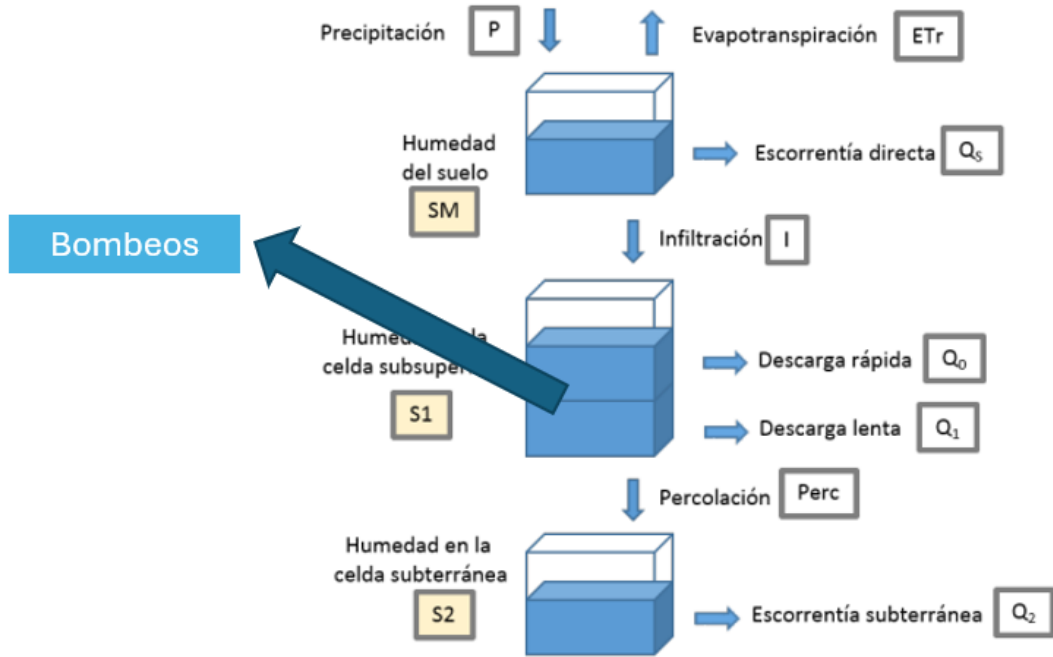 Precipitación P
Evapotranspiración ETr
Humedad
del suelo
SM
Escorrentía directa QS
Bombeos
Infiltración I
celda
S1
Descarga rápida Q0
Descarga lenta Q1
Percolación Perc
Humedad en la
celda subterránea
S2
Escorrentía subterránea Q2